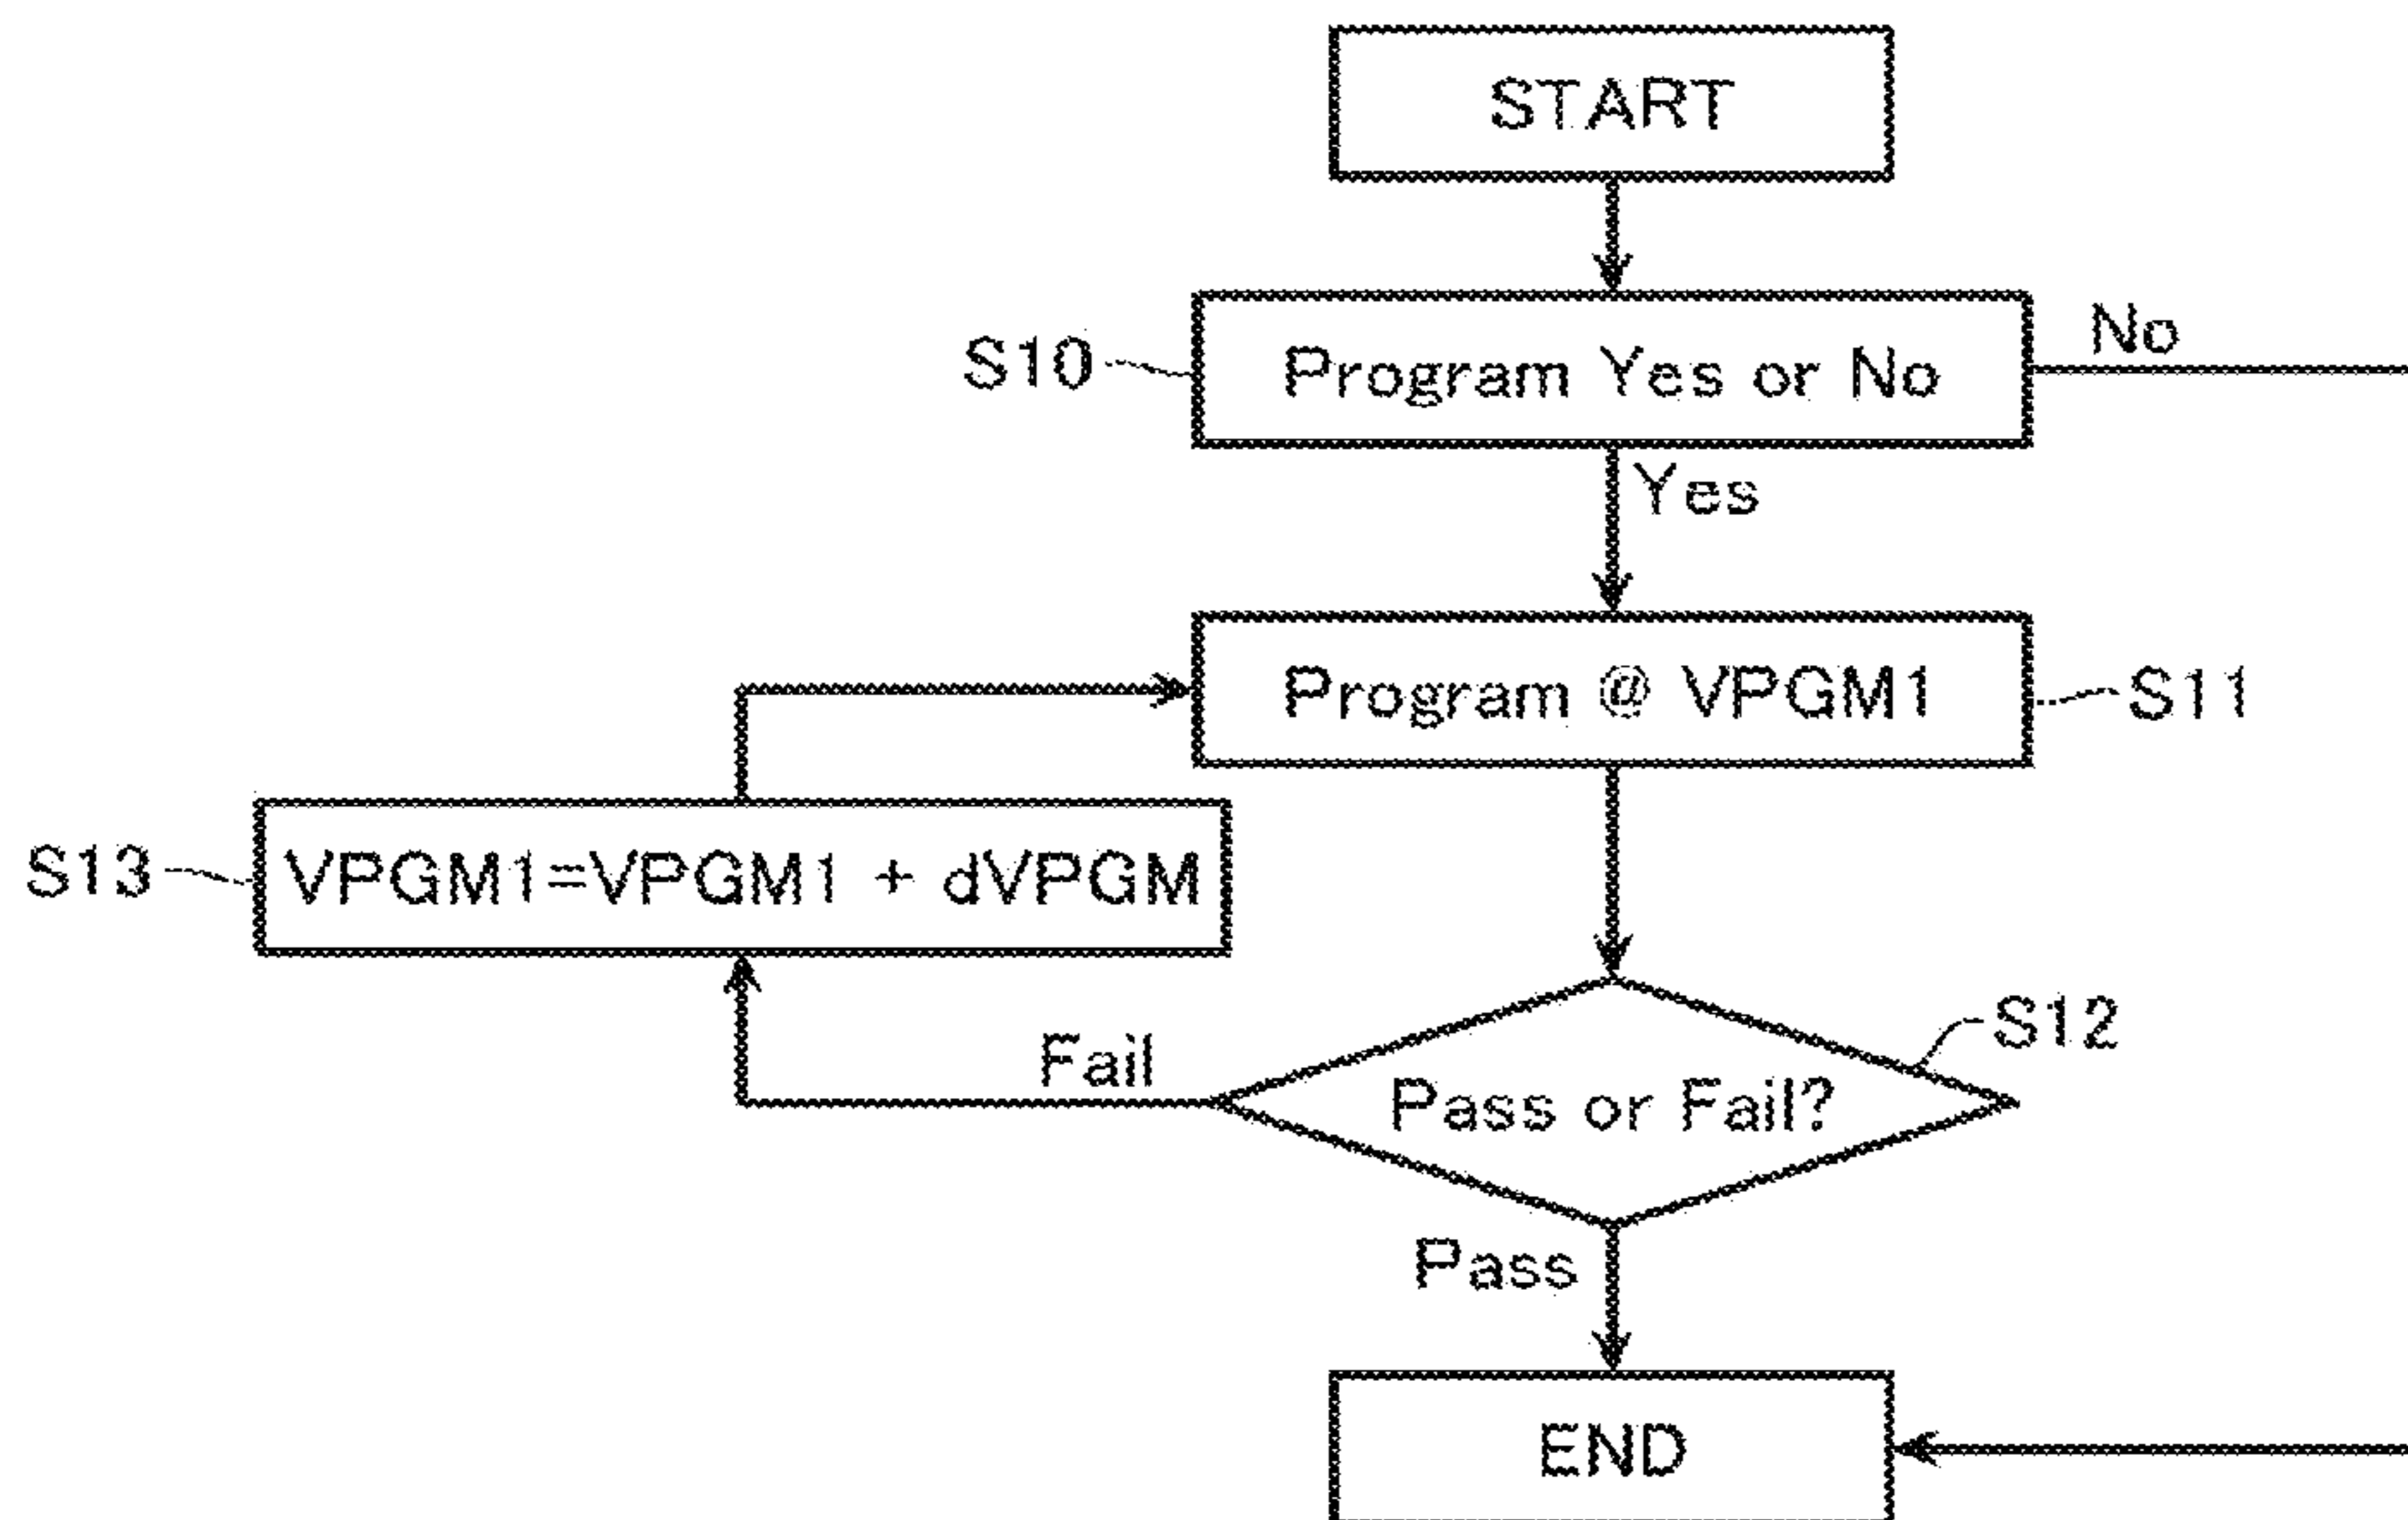 START
S10
Program Yes or No
No
Yes
Program @ VPGM1
S11
S13
VPGM1=VPGM1 + dVPGM
S12
Fail
Pass or Fail?
Pass
END